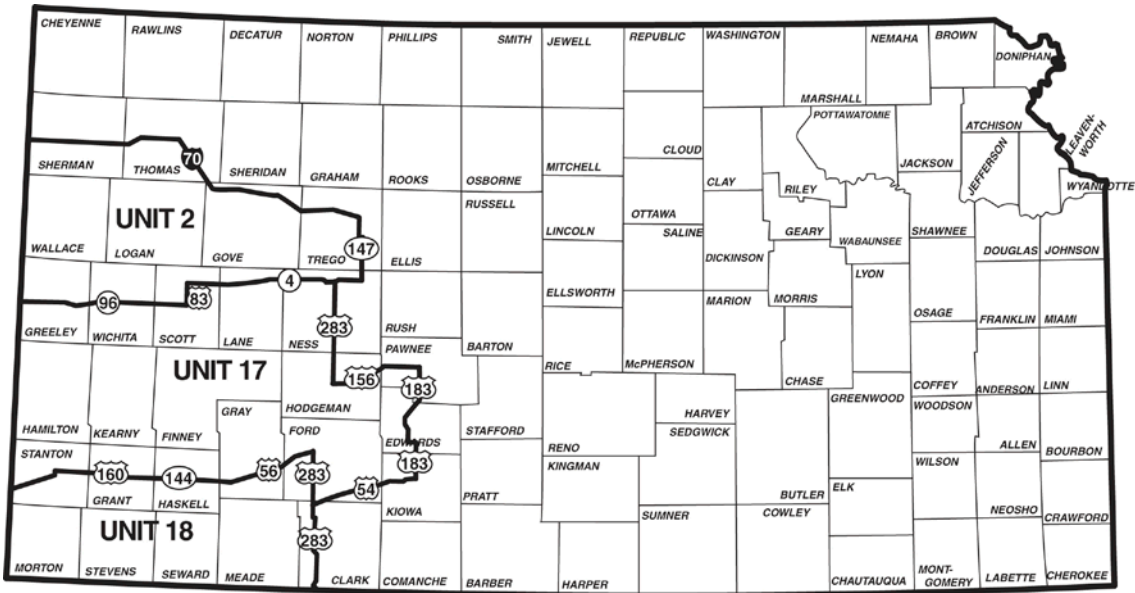 CHEYENNE
RAWLINS
DECATUR
NORTON
PHILLIPS
SMITH
JEWELL
REPUBLIC
WASHINGTON
NEMAHA
BROWN
DONIPHAN
MARSHALL
POTTAWATOMIE
ATCHISON
LEAVEN-
WORTH
SHERMAN
THOMAS
70
SHERIDAN
GRAHAM
ROOKS
OSBORNE
MITCHELL
CLOUD
CLAY
RILEY
JACKSON
JEFFERSON
WYANDOTTE
UNIT 2
RUSSELL
LINCOLN
OTTAWA
SALINE
GEARY
WABAUNSEE
SHAWNEE
DOUGLAS
JOHNSON
WALLACE
LOGAN
GOVE
TREGO
147
ELLIS
DICKINSON
LYON
96
83
4
ELLSWORTH
MARION
MORRIS
OSAGE
FRANKLIN
MIAMI
GREELEY
WICHITA
SCOTT
LANE
NESS
283
RUSH
PAWNEE
BARTON
RICE
McPHERSON
CHASE
COFFEY
ANDERSON
LINN
UNIT 17
156
183
GRAY
HODGEMAN
FORD
STAFFORD
HARVEY
SEDGWICK
GREENWOOD
WOODSON
HAMILTON
KEARNY
FINNEY
EDWARDS
RENO
ALLEN
BOURBON
STANTON
160
144
56
283
54
183
KINGMAN
WILSON
GRANT
HASKELL
KIOWA
PRATT
BUTLER
ELK
COWLEY
SUMNER
NEOSHO
CRAWFORD
UNIT 18
283
MORTON
STEVENS
SEWARD
MEADE
CLARK
COMANCHE
BARBER
HARPER
CHAUTAUQUA
MONT-
GOMERY
LABETTE
CHEROKEE